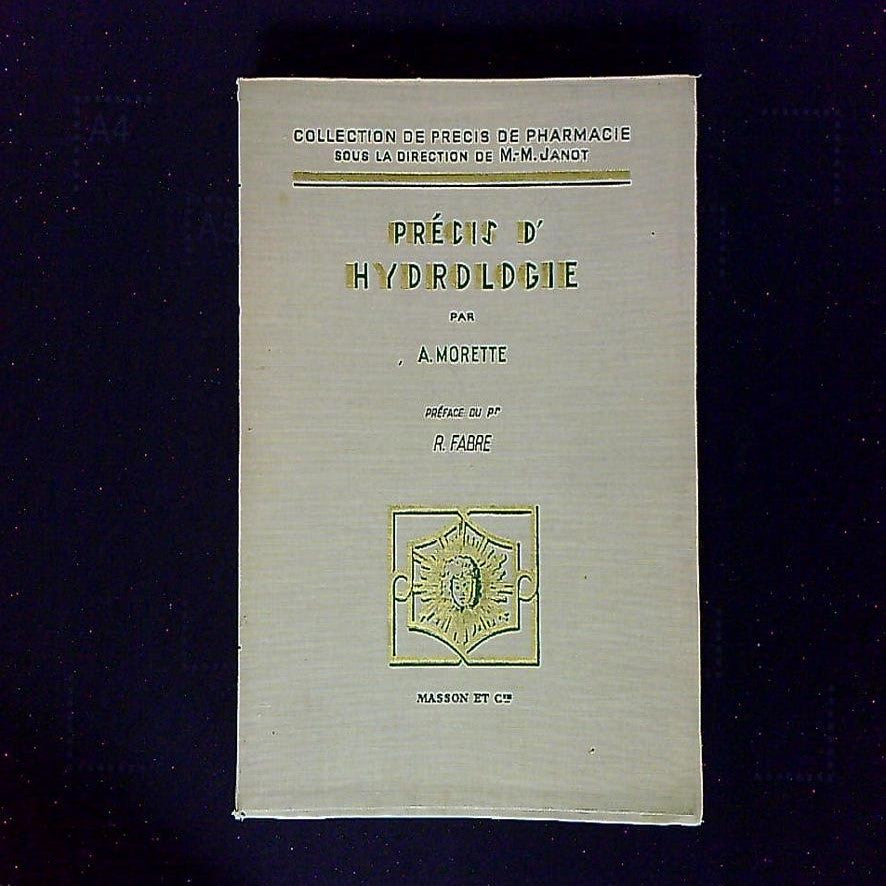 COLLECTION DE PRECIS DE PHARMACIE
SOUS LA DIRECTION DE M.-M. JANOT
PRÉCIS D'
HYDROLOGIE
PAR
A. MORETTE
PRÉFACE DU Pr
R. FABRE
MASSON ET Cie
A4